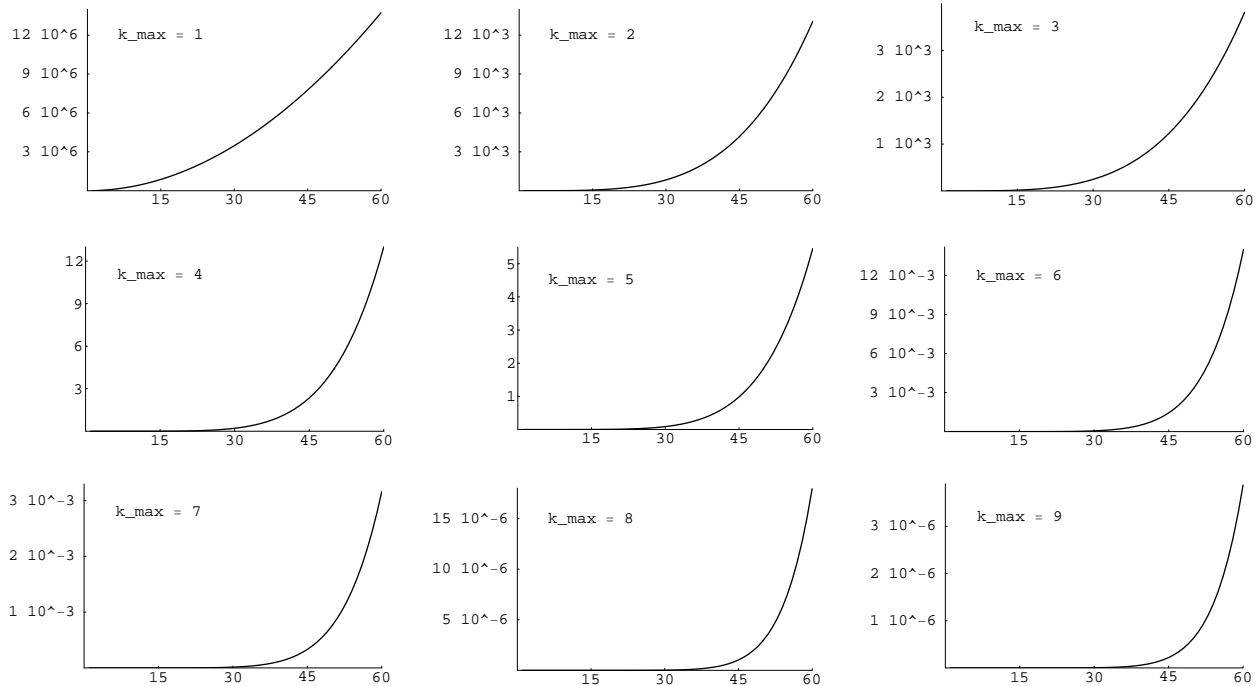 k_max = 1
12 10^6
9 10^6
6 10^6
3 10^6
15 30 45 60
k_max = 2
12 10^3
9 10^3
6 10^3
3 10^3
15 30 45 60
k_max = 3
3 10^3
2 10^3
1 10^3
15 30 45 60
k_max = 4
12
9
6
3
15 30 45 60
k_max = 5
5
4
3
2
1
15 30 45 60
k_max = 6
12 10^-3
9 10^-3
6 10^-3
3 10^-3
15 30 45 60
k_max = 7
3 10^-3
2 10^-3
1 10^-3
15 30 45 60
k_max = 8
15 10^-6
10 10^-6
5 10^-6
15 30 45 60
k_max = 9
3 10^-6
2 10^-6
1 10^-6
15 30 45 60